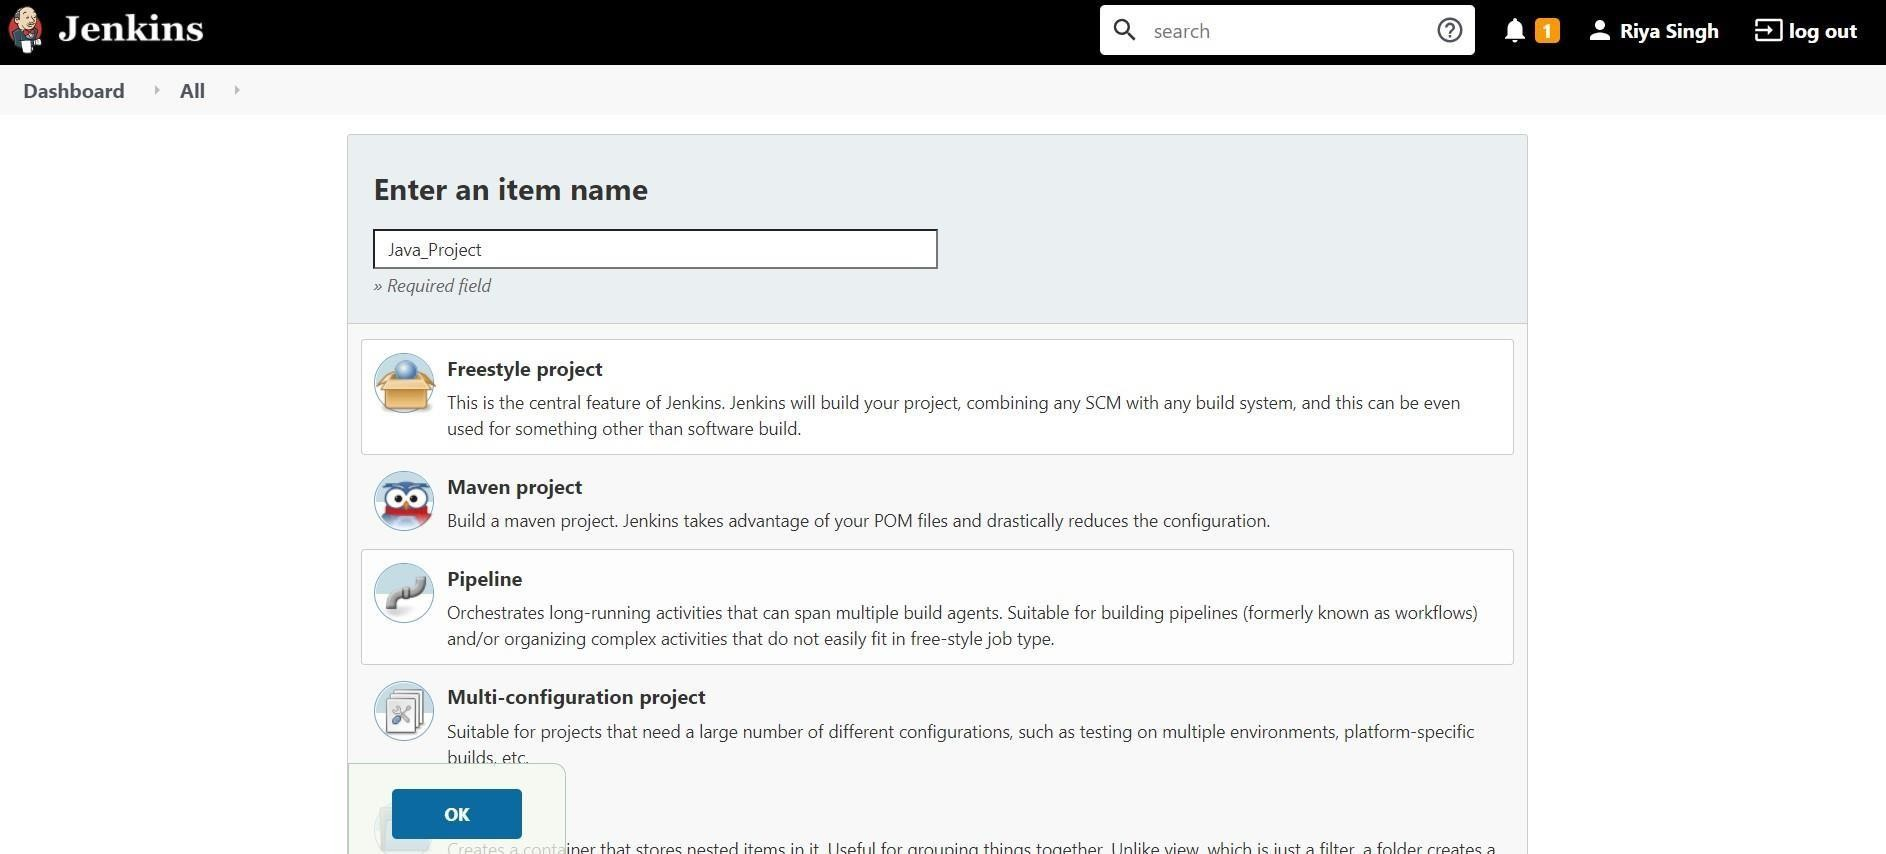 Jenkins
search
1
Riya Singh
log out
Dashboard
All
Enter an item name
Java_Project
» Required field
Freestyle project
This is the central feature of Jenkins. Jenkins will build your project, combining any SCM with any build system, and this can be even
used for something other than software build.
Maven project
Build a maven project. Jenkins takes advantage of your POM files and drastically reduces the configuration.
Pipeline
Orchestrates long-running activities that can span multiple build agents. Suitable for building pipelines (formerly known as workflows)
and/or organizing complex activities that do not easily fit in free-style job type.
Multi-configuration project
Suitable for projects that need a large number of different configurations, such as testing on multiple environments, platform-specific
builds, etc.
OK
Creates a container that stores nested items in it. Useful for grouping things together. Unlike view, which is just a filter, a folder creates a